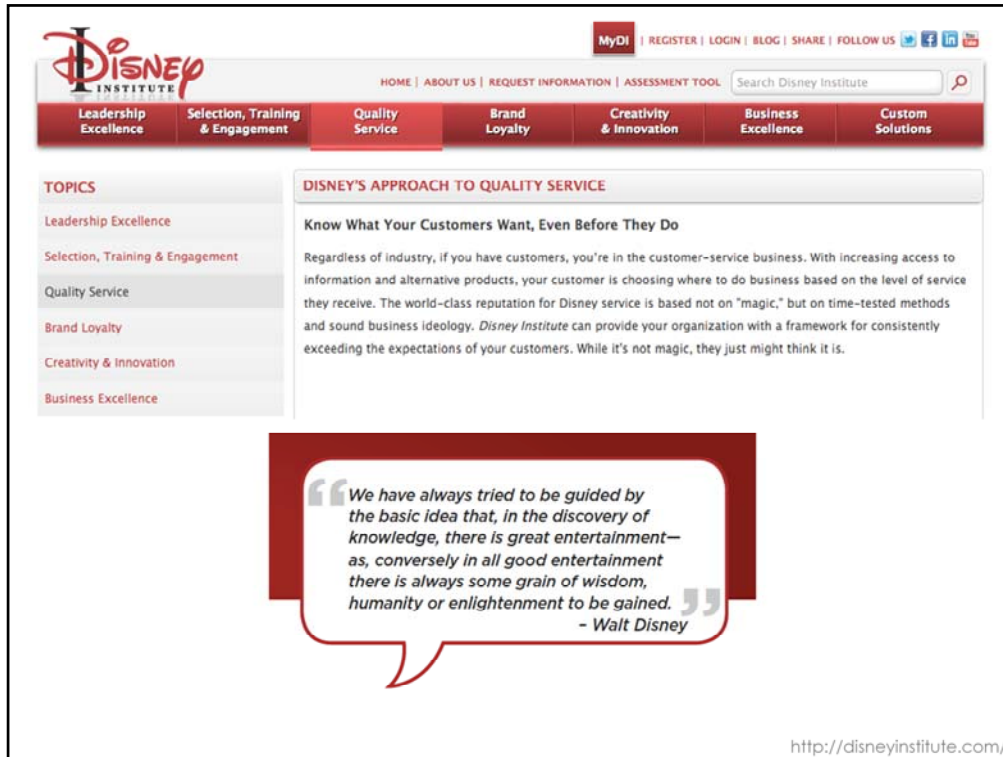 MyDI | REGISTER | LOGIN | BLOG | SHARE | FOLLOW US
DISNEY
INSTITUTE
HOME | ABOUT US | REQUEST INFORMATION | ASSESSMENT TOOL Search Disney Institute
Leadership
Excellence
Selection, Training
& Engagement
Quality
Service
Brand
Loyalty
Creativity
& Innovation
Business
Excellence
Custom
Solutions
TOPICS
Leadership Excellence
Selection, Training & Engagement
Quality Service
Brand Loyalty
Creativity & Innovation
Business Excellence
DISNEY'S APPROACH TO QUALITY SERVICE
Know What Your Customers Want, Even Before They Do
Regardless of industry, if you have customers, you're in the customer-service business. With increasing access to
information and alternative products, your customer is choosing where to do business based on the level of service
they receive. The world-class reputation for Disney service is based not on "magic," but on time-tested methods
and sound business ideology. Disney Institute can provide your organization with a framework for consistently
exceeding the expectations of your customers. While it's not magic, they just might think it is.
“We have always tried to be guided by
the basic idea that, in the discovery of
knowledge, there is great entertainment—
as, conversely in all good entertainment
there is always some grain of wisdom,
humanity or enlightenment to be gained.”
– Walt Disney
http://disneyinstitute.com/